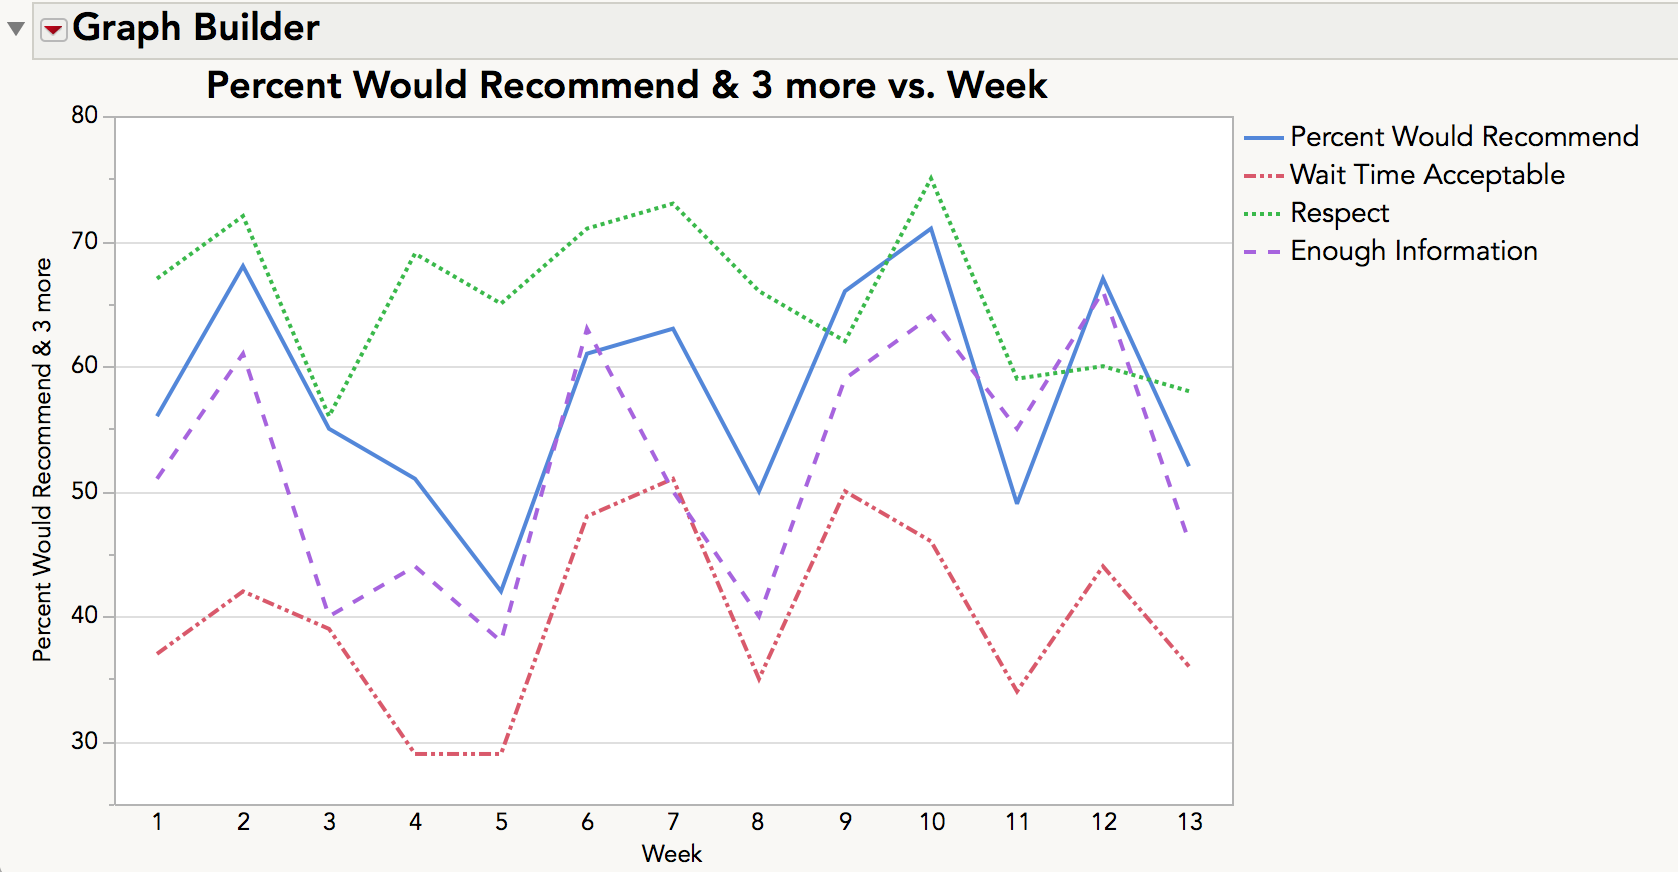 Graph Builder
Percent Would Recommend & 3 more vs. Week
Percent Would Recommend & 3 more
80
70
60
50
40
30
1 2 3 4 5 6 7 8 9 10 11 12 13
Week
Percent Would Recommend
Wait Time Acceptable
Respect
Enough Information